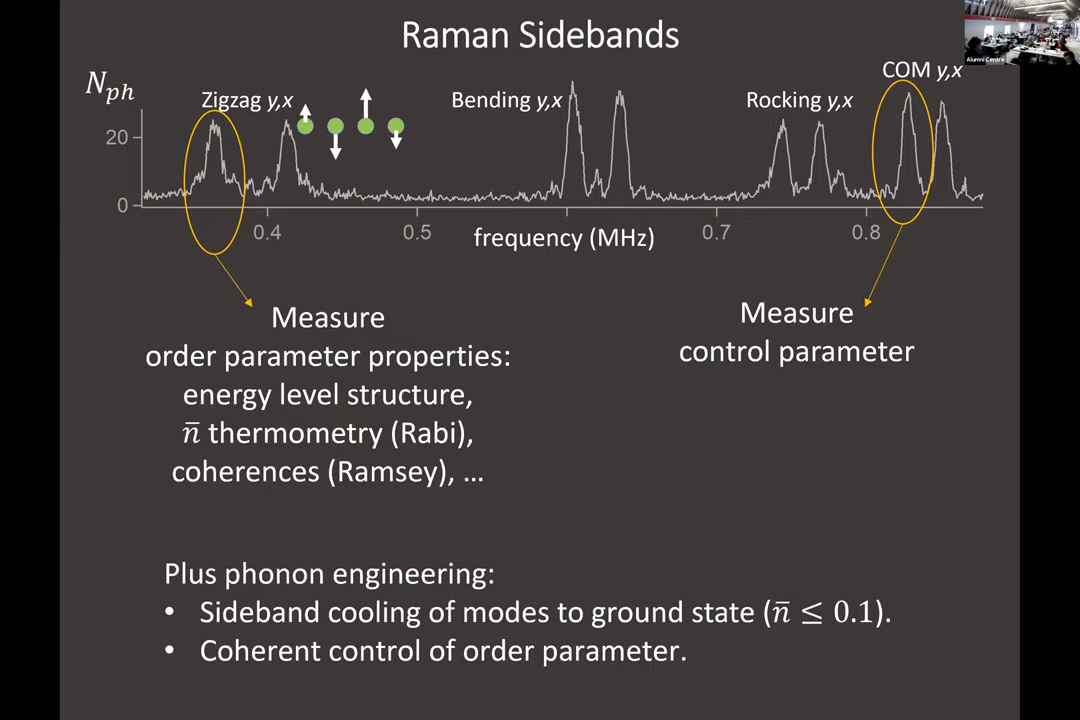 Raman Sidebands
Alumni Centre
N_ph
Zigzag y,x
Bending y,x
Rocking y,x
COM y,x
20
0
0.4
0.5
frequency (MHz)
0.7
0.8
Measure
order parameter properties:
energy level structure,
n̄ thermometry (Rabi),
coherences (Ramsey), …
Measure
control parameter
Plus phonon engineering:
• Sideband cooling of modes to ground state (n̄ ≤ 0.1).
• Coherent control of order parameter.